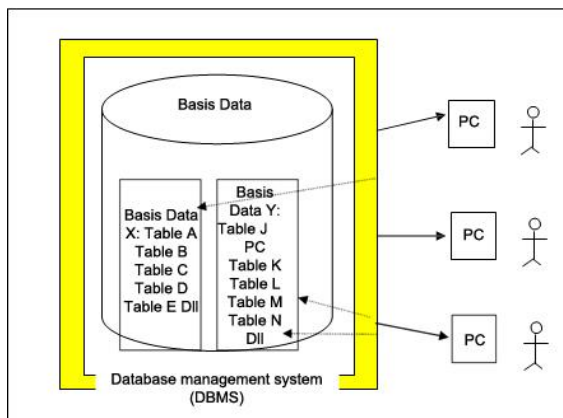 Basis Data
Basis Data
X: Table A
Table B
Table C
Table D
Table E Dll
Basis
Data Y:
Table J
PC
Table K
Table L
Table M
Table N
Dll
PC
PC
PC
Database management system
(DBMS)